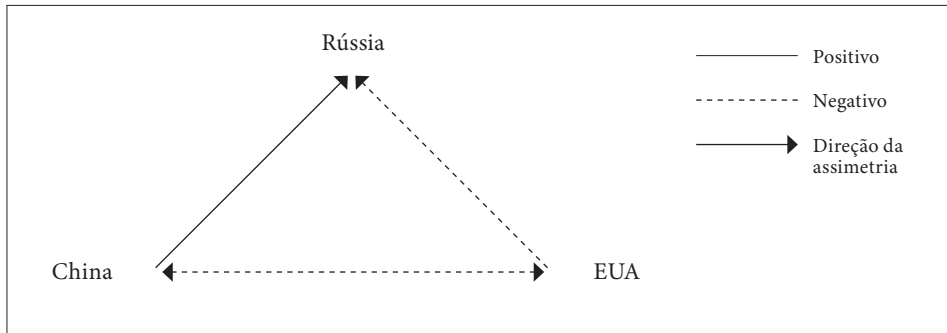 Rússia
China
EUA
Positivo
Negativo
Direção da
assimetria